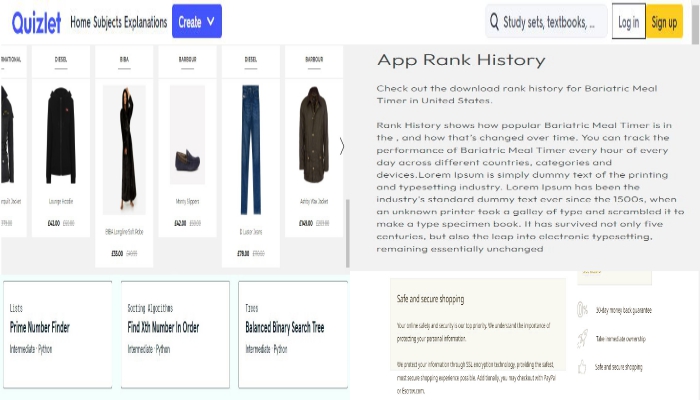 Quizlet
Home Subjects Explanations
Create
Study sets, textbooks, ...
Log in
Sign up
DIESEL
BIBA
BARBOUR
DIESEL
BARBOUR
Lounge Hoodie
£42.00
BIBA Longline Knit Robe
£55.00
Monty Slippers
£42.00
D Luster Jeans
£79.00
Ashby Wax Jacket
£149.00
App Rank History
Check out the download rank history for Bariatric Meal
Timer in United States.
Rank History shows how popular Bariatric Meal Timer is in
the , and how that's changed over time. You can track the
performance of Bariatric Meal Timer every hour of every
day across different countries, categories and
devices.Lorem Ipsum is simply dummy text of the printing
and typesetting industry. Lorem Ipsum has been the
industry's standard dummy text ever since the 1500s, when
an unknown printer took a galley of type and scrambled it to
make a type specimen book. It has survived not only five
centuries, but also the leap into electronic typesetting,
remaining essentially unchanged
Lists
Prime Number Finder
Intermediate · Python
Sorting Algorithms
Find Xth Number In Order
Intermediate · Python
Trees
Balanced Binary Search Tree
Intermediate · Python
Safe and secure shopping
Your online safety and security is our top priority. We understand the importance of
protecting your personal information.
We protect your information through SSL encryption technology, providing the safest,
most secure shopping experience possible. Additionally, you may checkout with PayPal
or Escrow.com.
30-day money back guarantee
Take immediate ownership
Safe and secure shopping